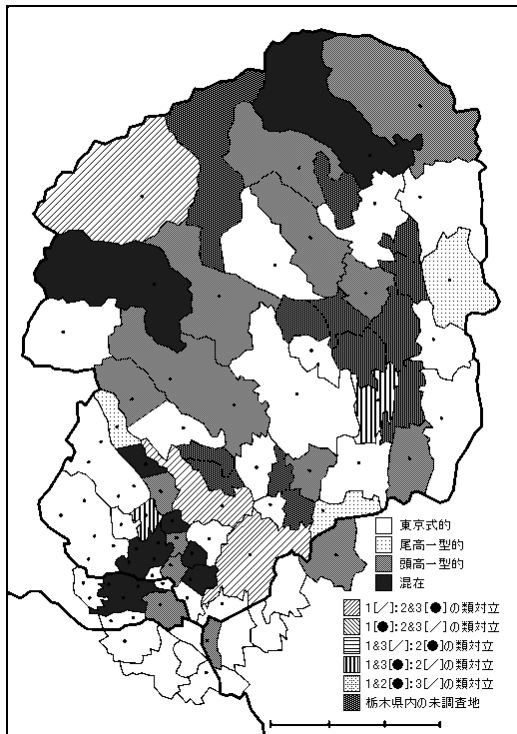 東京式的
尾高一型的
頭高一型的
混在
1[／]:2&3[●]の類対立
1[●]:2&3[／]の類対立
1&3[／]:2[●]の類対立
1&3[●]:2[／]の類対立
1&2[●]:3[／]の類対立
栃木県内の未調査地